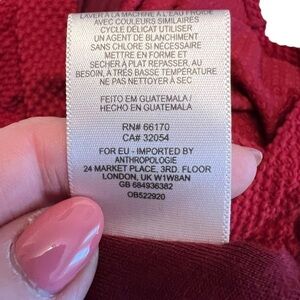 LAVER À LA MACHINE À L'EAU FROIDE
AVEC COULEURS SIMILAIRES
CYCLE DÉLICAT UTILISER
UN AGENT DE BLANCHIMENT
SANS CHLORE SI NÉCESSAIRE
METTRE EN FORME ET
SÉCHER À PLAT REPASSER, AU
BESOIN, À TRÈS BASSE TEMPÉRATURE
NE PAS NETTOYER À SEC
FEITO EM GUATEMALA/
HECHO EN GUATEMALA
RN# 66170
CA# 32054
FOR EU - IMPORTED BY
ANTHROPOLOGIE
24 MARKET PLACE, 3RD. FLOOR
LONDON, UK W1W8AN
GB 684936382
OB522920